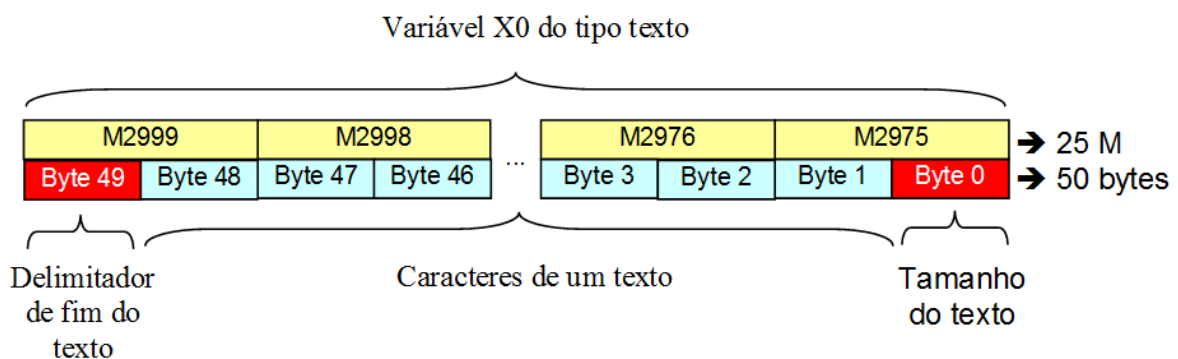 Variável X0 do tipo texto
M2999 M2998 M2976 M2975 ➔ 25 M
Byte 49 Byte 48 Byte 47 Byte 46 ... Byte 3 Byte 2 Byte 1 Byte 0 ➔ 50 bytes
Delimitador
de fim do
texto
Caracteres de um texto
Tamanho
do texto